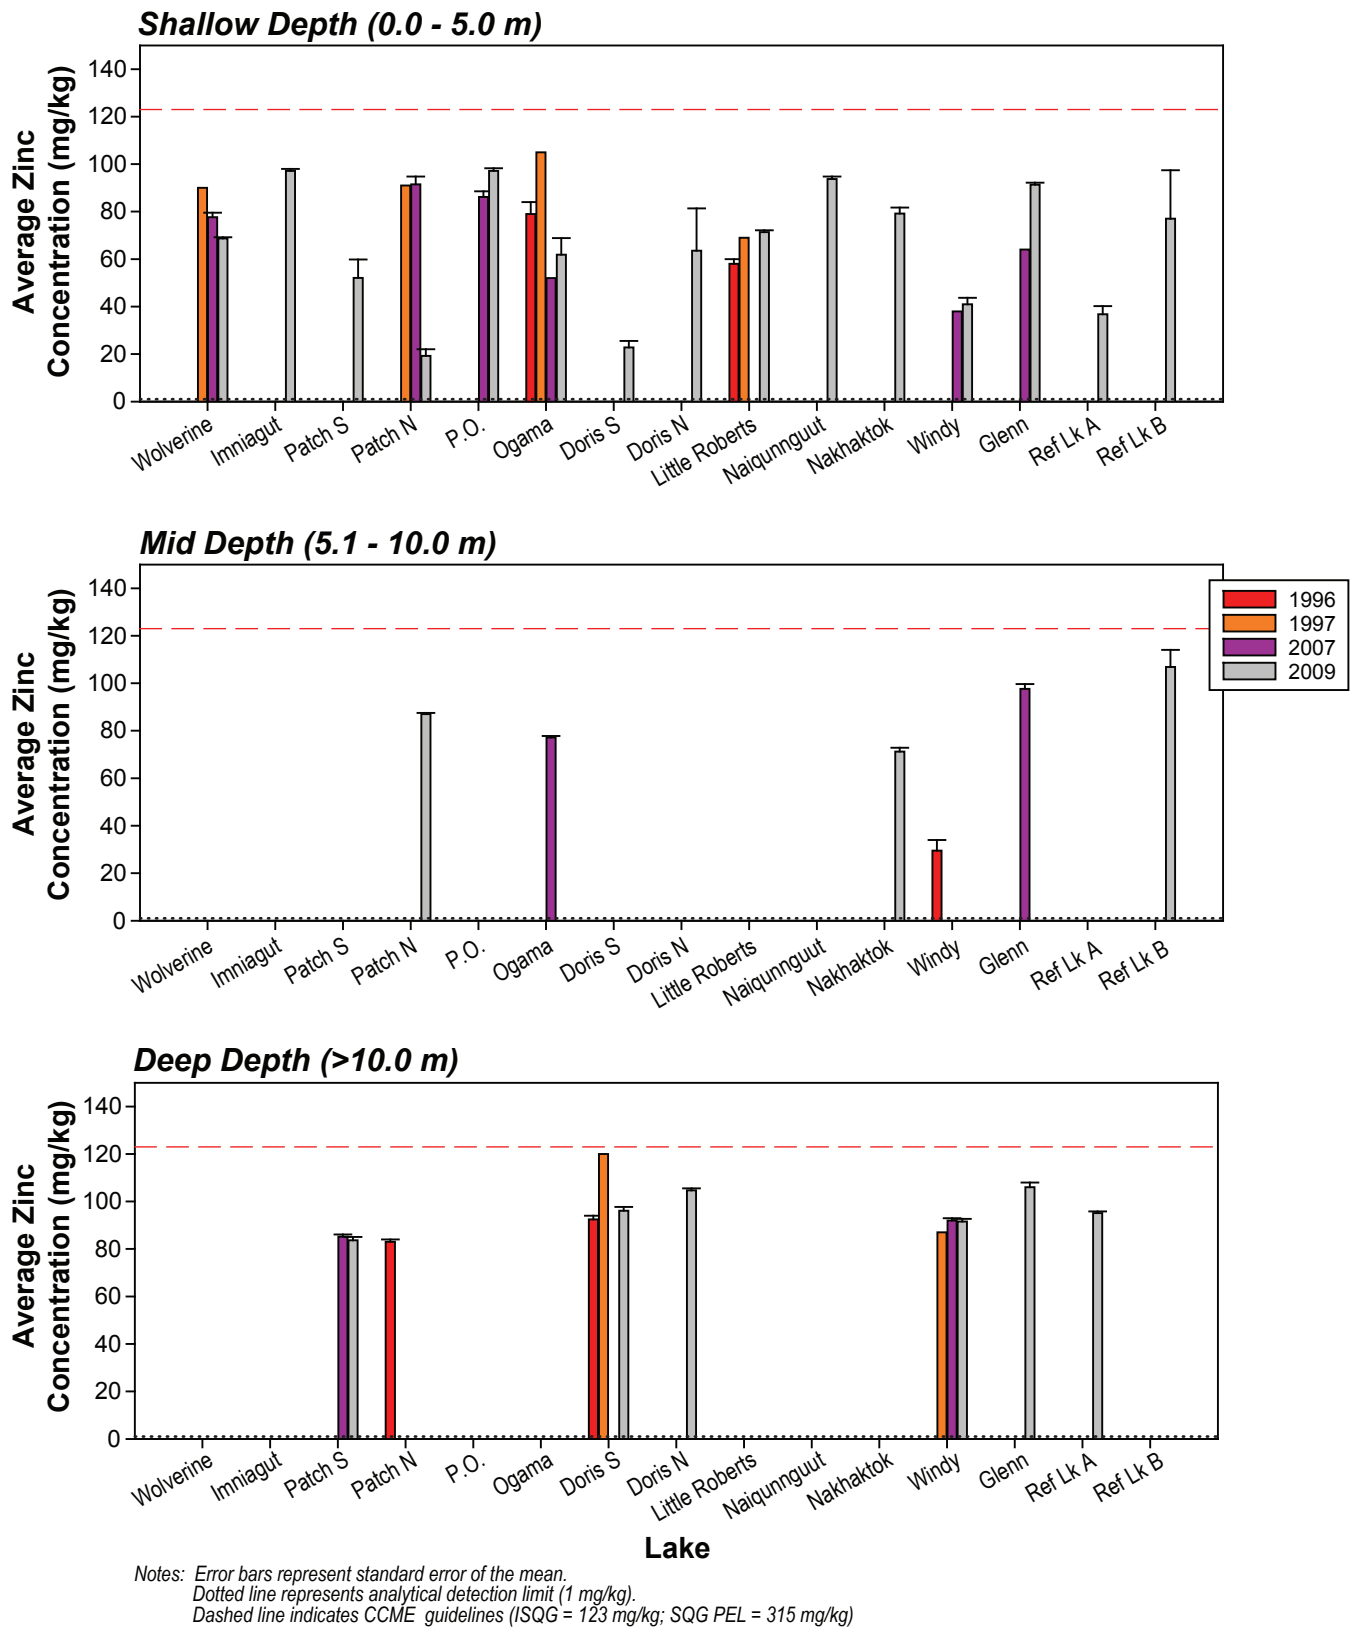 Shallow Depth (0.0 - 5.0 m)
Average Zinc
Concentration (mg/kg)
140
120
100
80
60
40
20
0
Wolverine
Imniagut
Patch S
Patch N
P.O.
Ogama
Doris S
Doris N
Little Roberts
Naiqunnguut
Nakhaktok
Windy
Glenn
Ref Lk A
Ref Lk B
Mid Depth (5.1 - 10.0 m)
Average Zinc
Concentration (mg/kg)
140
120
100
80
60
40
20
0
1996
1997
2007
2009
Wolverine
Imniagut
Patch S
Patch N
P.O.
Ogama
Doris S
Doris N
Little Roberts
Naiqunnguut
Nakhaktok
Windy
Glenn
Ref Lk A
Ref Lk B
Deep Depth (>10.0 m)
Average Zinc
Concentration (mg/kg)
140
120
100
80
60
40
20
0
Wolverine
Imniagut
Patch S
Patch N
P.O.
Ogama
Doris S
Doris N
Little Roberts
Naiqunnguut
Nakhaktok
Windy
Glenn
Ref Lk A
Ref Lk B
Lake
Notes: Error bars represent standard error of the mean.
Dotted line represents analytical detection limit (1 mg/kg).
Dashed line indicates CCME guidelines (ISQG = 123 mg/kg; SQG PEL = 315 mg/kg)